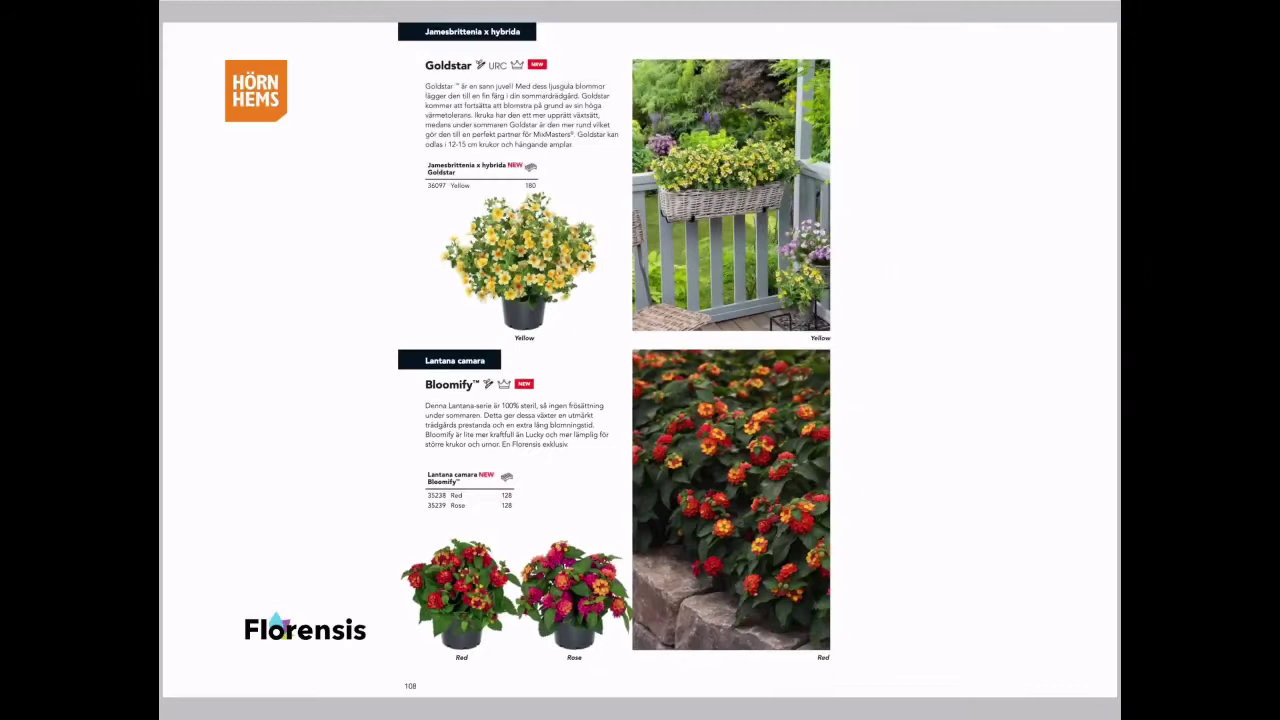 Jamesbrittenia x hybrida
HÖRN
HEMS
Goldstar URC NEW
Goldstar ™ är en sann juvel! Med dess ljusgula blommor
lägger den till en fin färg i din sommarträdgård. Goldstar
kommer att fortsätta att blomstra på grund av sin höga
värmetolerans. Ikruka har den ett mer upprätt växtsätt,
medans under sommaren Goldstar är den mer rund vilket
gör den till en perfekt partner för MixMasters®. Goldstar kan
odlas i 12-15 cm krukor och hängande amplar.
Jamesbrittenia x hybrida NEW
Goldstar
36097 Yellow 180
Yellow
Yellow
Lantana camara
Bloomify™ NEW
Denna Lantana-serie är 100% steril, så ingen frösättning
under sommaren. Detta ger dessa växter en utmärkt
trädgårds prestanda och en extra lång blomningstid.
Bloomify är lite mer kraftfull än Lucky och mer lämplig för
större krukor och urnor. En Florensis exklusiv.
Lantana camara NEW
Bloomify™
35238 Red 128
35239 Rose 128
Florensis
Red
Rose
Red
108